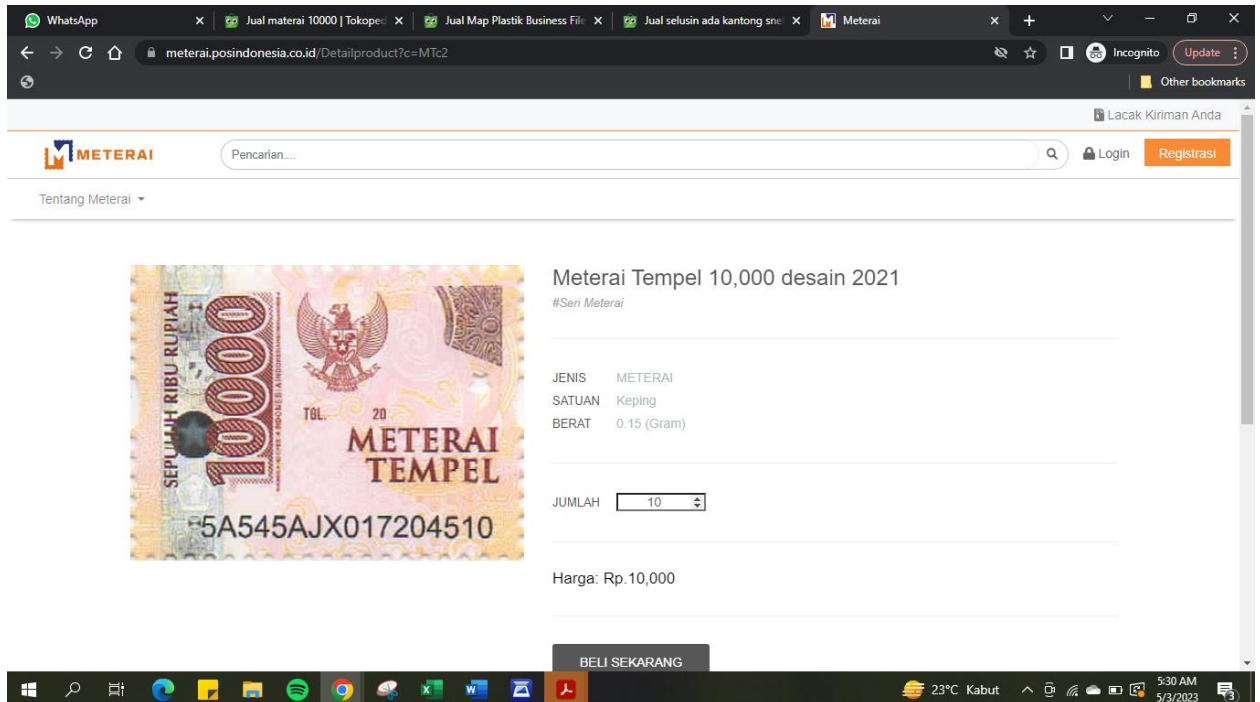 WhatsApp
Jual materai 10000 | Tokoped
Jual Map Plastik Business File
Jual selusin ada kantong snel
Meterai
meterai.posindonesia.co.id/Detailproduct?c=MTc2
Incognito
Update
Other bookmarks
Lacak Kiriman Anda
METERAI
Pencarian....
Login
Registrasi
Tentang Meterai
SEPULUH RIBU RUPIAH
10000
TGL. 20
METERAI
TEMPEL
5A545AJX017204510
Meterai Tempel 10,000 desain 2021
#Seri Meterai
JENIS METERAI
SATUAN Keping
BERAT 0.15 (Gram)
JUMLAH 10
Harga: Rp.10,000
BELI SEKARANG
23°C Kabut
5:30 AM
5/3/2023
3